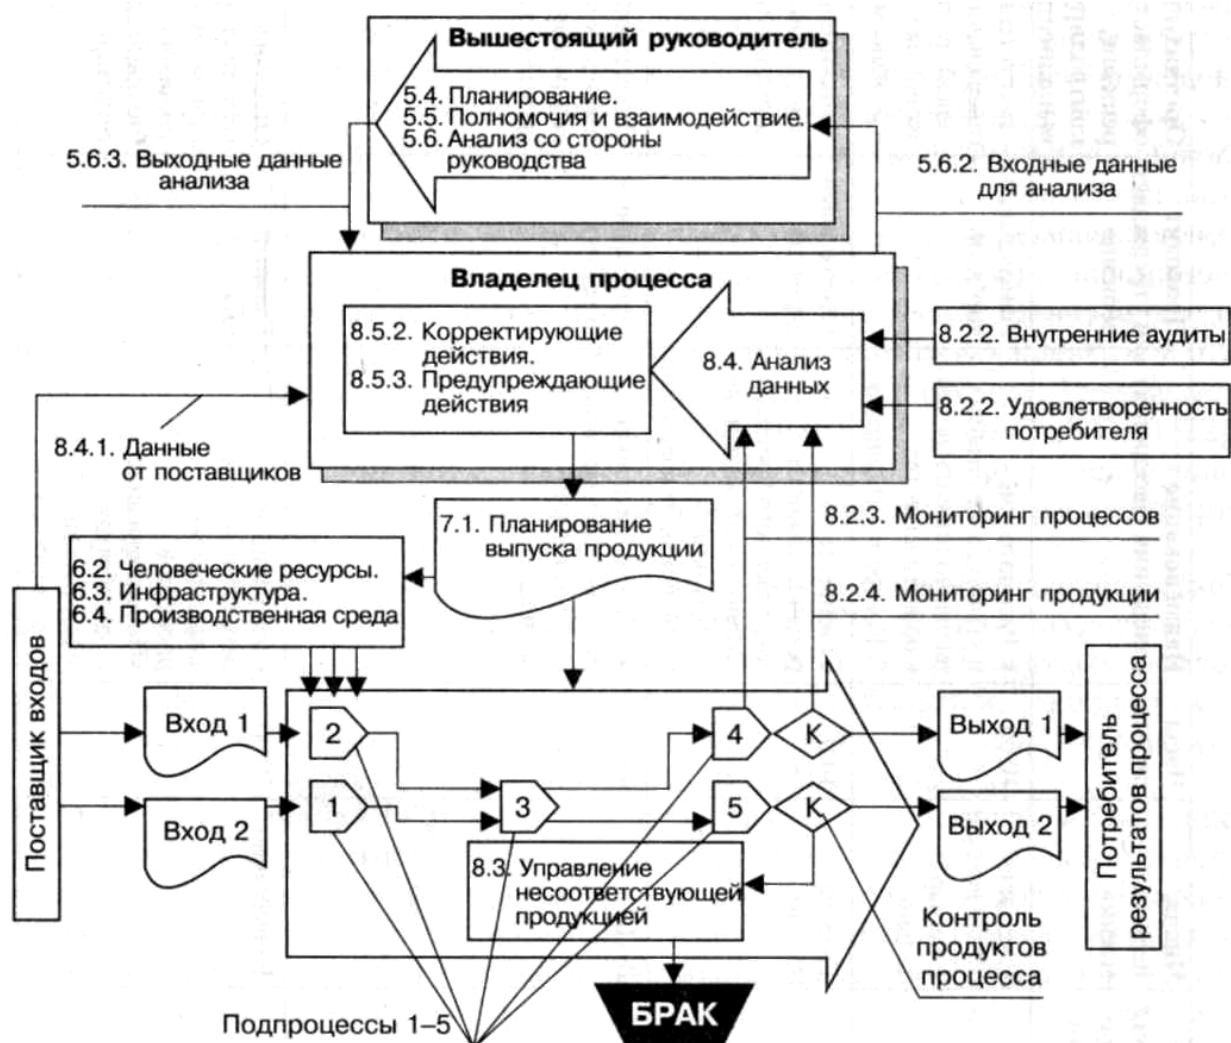 Вышестоящий руководитель
5.4. Планирование.
5.5. Полномочия и взаимодействие.
5.6. Анализ со стороны
руководства
5.6.3. Выходные данные
анализа
5.6.2. Входные данные
для анализа
Владелец процесса
8.5.2. Корректирующие
действия.
8.5.3. Предупреждающие
действия
8.4. Анализ
данных
8.2.2. Внутренние аудиты
8.2.2. Удовлетворенность
потребителя
8.4.1. Данные
от поставщиков
7.1. Планирование
выпуска продукции
8.2.3. Мониторинг процессов
8.2.4. Мониторинг продукции
6.2. Человеческие ресурсы.
6.3. Инфраструктура.
6.4. Производственная среда
Поставщик входов
Вход 1
Вход 2
2
1
3
4
К
5
К
Выход 1
Выход 2
Потребитель
результатов процесса
8.3. Управление
несоответствующей
продукцией
Контроль
продуктов
процесса
Подпроцессы 1–5
БРАК